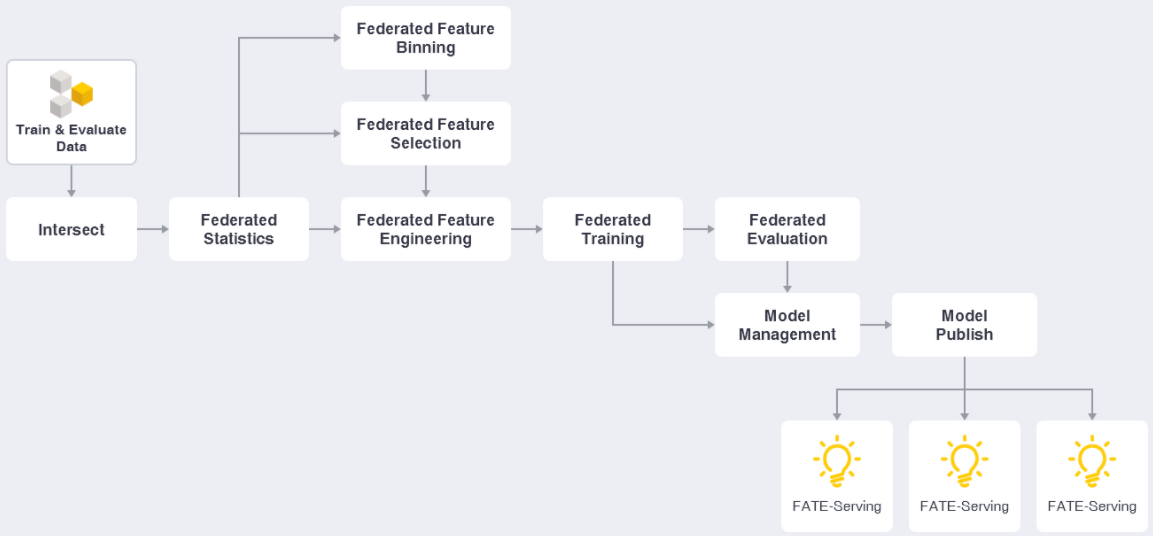 Federated Feature
Binning
Train & Evaluate
Data
Federated Feature
Selection
Intersect
Federated
Statistics
Federated Feature
Engineering
Federated
Training
Federated
Evaluation
Model
Management
Model
Publish
FATE-Serving
FATE-Serving
FATE-Serving